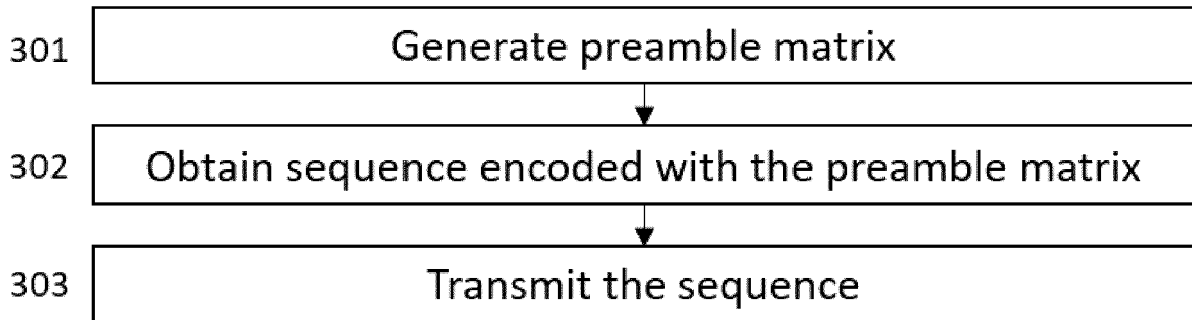 301 Generate preamble matrix
302 Obtain sequence encoded with the preamble matrix
303 Transmit the sequence